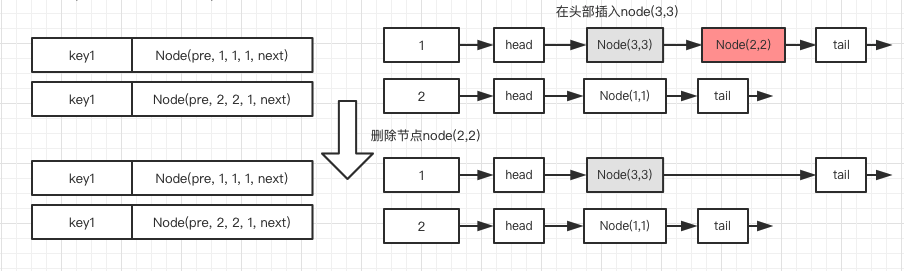 在头部插入node(3,3)
key1 Node(pre, 1, 1, 1, next) 1 head Node(3,3) Node(2,2) tail
key1 Node(pre, 2, 2, 1, next) 2 head Node(1,1) tail
删除节点node(2,2)
key1 Node(pre, 1, 1, 1, next) 1 head Node(3,3) tail
key1 Node(pre, 2, 2, 1, next) 2 head Node(1,1) tail